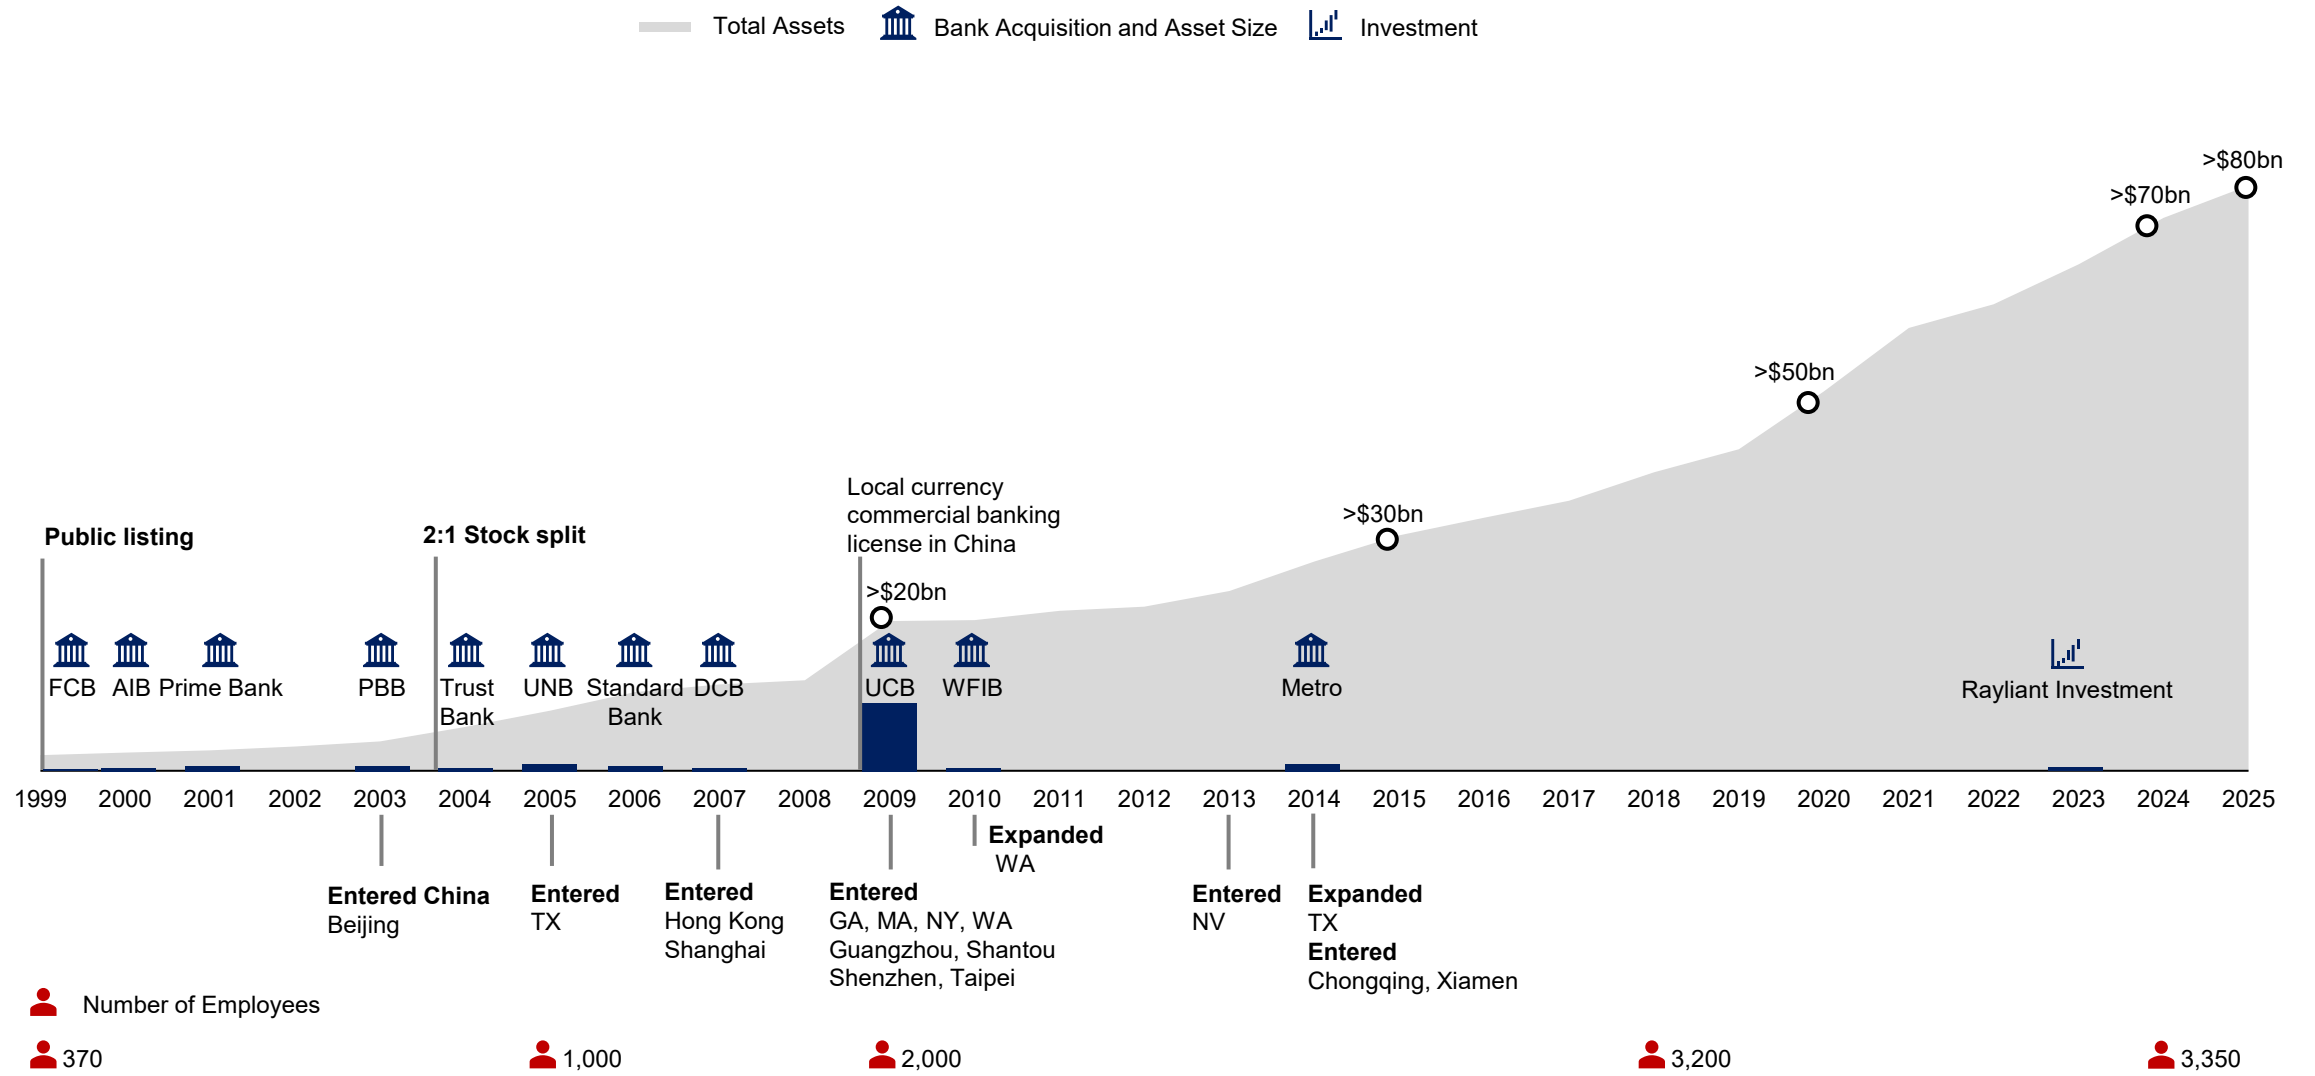 Total Assets
Bank Acquisition and Asset Size
Investment
>$80bn
>$70bn
>$50bn
>$30bn
>$20bn
Public listing
2:1 Stock split
Local currency
commercial banking
license in China
FCB
AIB
Prime Bank
PBB
Trust
Bank
UNB
Standard
Bank
DCB
UCB
WFIB
Metro
Rayliant Investment
1999 2000 2001 2002 2003 2004 2005 2006 2007 2008 2009 2010 2011 2012 2013 2014 2015 2016 2017 2018 2019 2020 2021 2022 2023 2024 2025
Entered China
Beijing
Entered
TX
Entered
Hong Kong
Shanghai
Entered
GA, MA, NY, WA
Guangzhou, Shantou
Shenzhen, Taipei
Expanded
WA
Entered
NV
Expanded
TX
Entered
Chongqing, Xiamen
Number of Employees
370
1,000
2,000
3,200
3,350